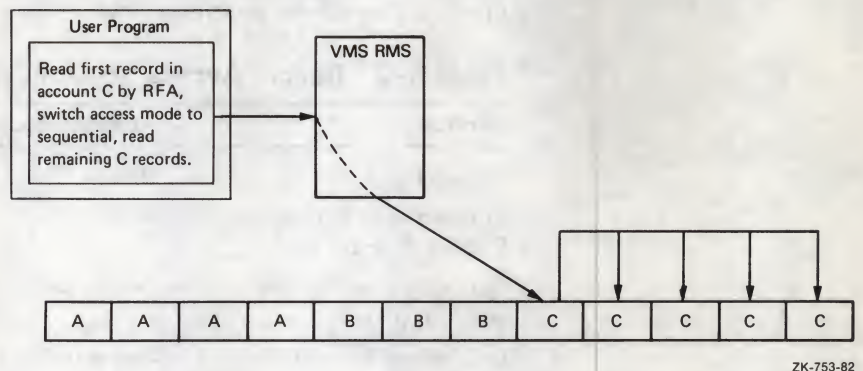 User Program
Read first record in
account C by RFA,
switch access mode to
sequential, read
remaining C records.
VMS RMS
A A A A B B B C C C C C
ZK-753-82